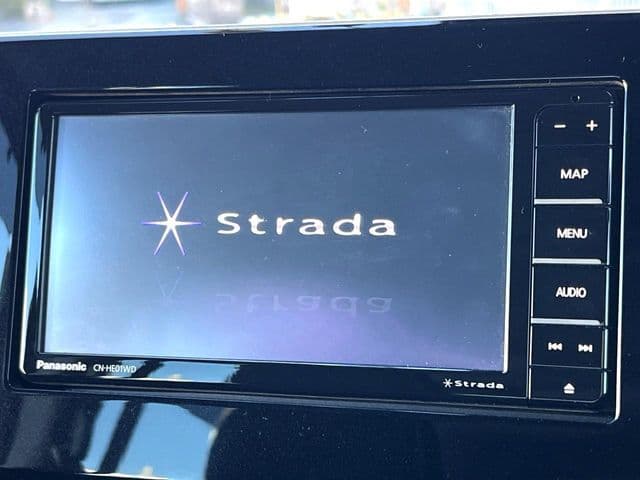 Strada
− +
MAP
MENU
AUDIO
Panasonic CN-HE01WD
Strada